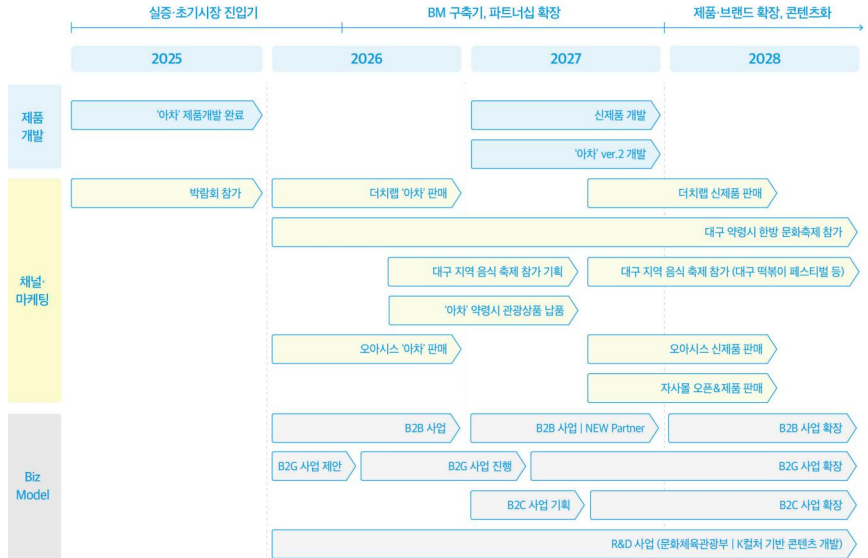 실증·초기시장 진입기
BM 구축기, 파트너십 확장
제품·브랜드 확장, 콘텐츠화
2025
2026
2027
2028
제품
개발
'아차' 제품개발 완료
신제품 개발
'아차' ver.2 개발
채널·
마케팅
박람회 참가
더치랩 '아차' 판매
더치랩 신제품 판매
대구 약령시 한방 문화축제 참가
대구 지역 음식 축제 참가 기획
대구 지역 음식 축제 참가 (대구 떡볶이 페스티벌 등)
'아차' 약령시 관광상품 납품
오아시스 '아차' 판매
오아시스 신제품 판매
자사몰 오픈&제품 판매
Biz
Model
B2B 사업
B2B 사업 | NEW Partner
B2B 사업 확장
B2G 사업 제안
B2G 사업 진행
B2G 사업 확장
B2C 사업 기획
B2C 사업 확장
R&D 사업 (문화체육관광부 | K컬처 기반 콘텐츠 개발)